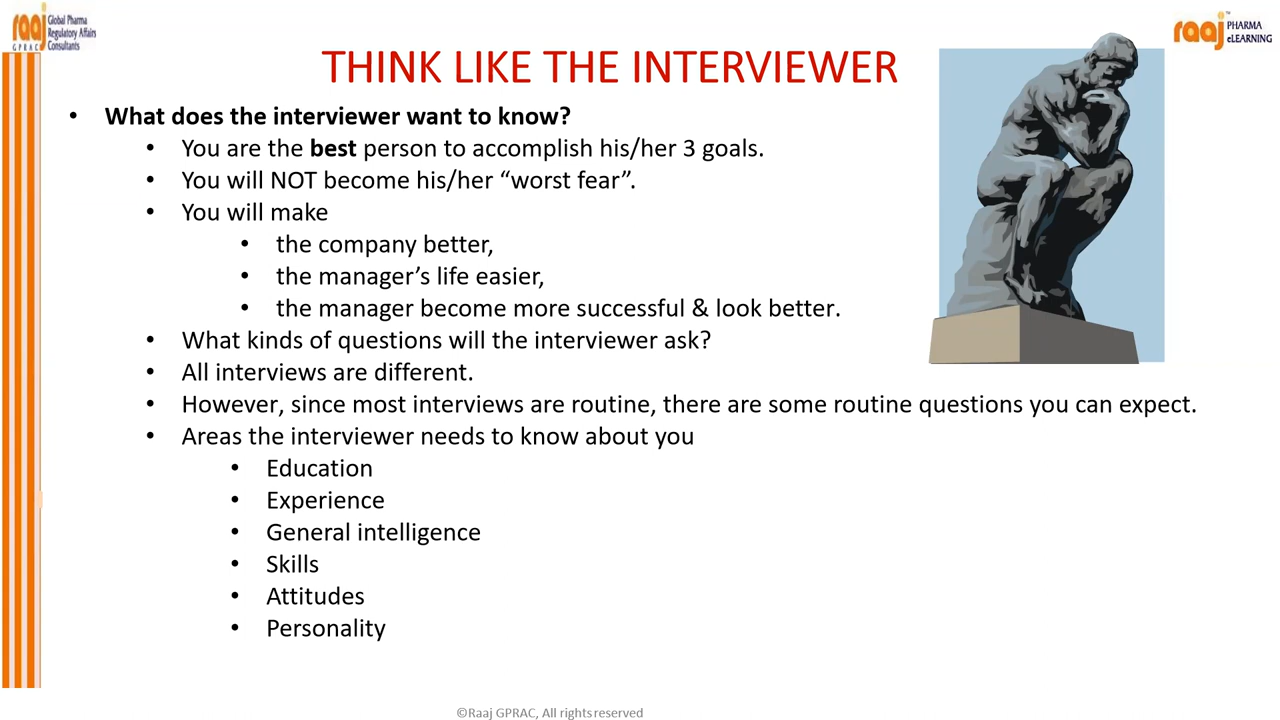 raaj Global Pharma
Regulatory Affairs
GPRAC Consultants
raaj PHARMA
eLEARNING
THINK LIKE THE INTERVIEWER
• What does the interviewer want to know?
• You are the best person to accomplish his/her 3 goals.
• You will NOT become his/her “worst fear”.
• You will make
• the company better,
• the manager’s life easier,
• the manager become more successful & look better.
• What kinds of questions will the interviewer ask?
• All interviews are different.
• However, since most interviews are routine, there are some routine questions you can expect.
• Areas the interviewer needs to know about you
• Education
• Experience
• General intelligence
• Skills
• Attitudes
• Personality
©Raaj GPRAC, All rights reserved